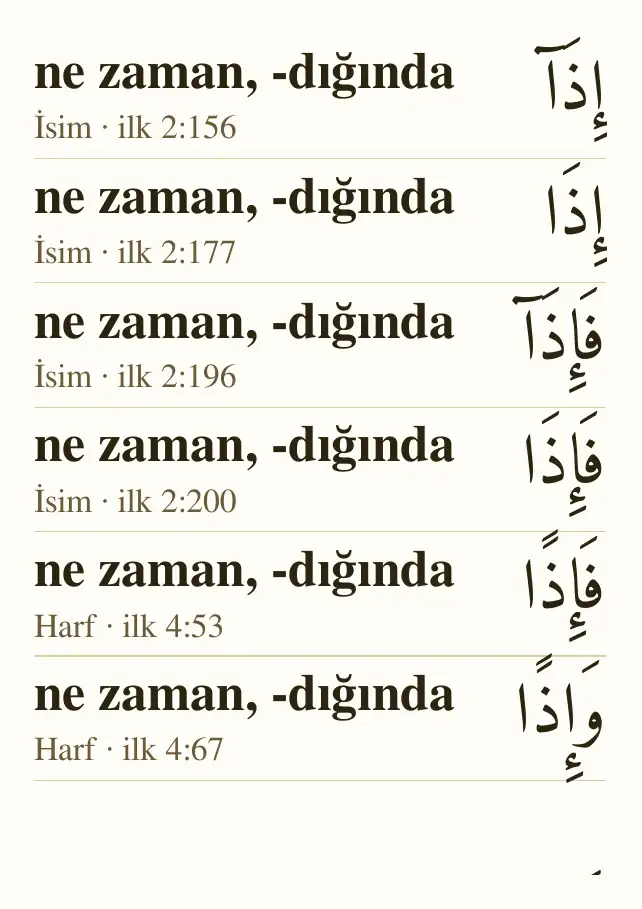 ne zaman, -dığında إِذَآ
İsim · ilk 2:156
ne zaman, -dığında إِذَا
İsim · ilk 2:177
ne zaman, -dığında فَإِذَآ
İsim · ilk 2:196
ne zaman, -dığında فَإِذَا
İsim · ilk 2:200
ne zaman, -dığında فَإِذًا
Harf · ilk 4:53
ne zaman, -dığında وَإِذًا
Harf · ilk 4:67